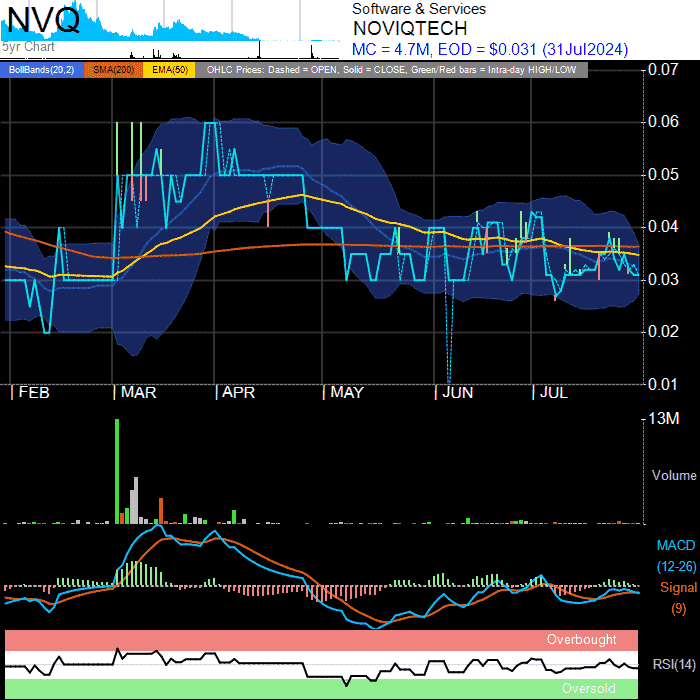 NVQ
5yr Chart
Software & Services
NOVIQTECH
MC = 4.7M, EOD = $0.031 (31Jul2024)
BollBands(20,2) SMA(200) EMA(50) OHLC Prices: Dashed = OPEN, Solid = CLOSE, Green/Red bars = Intra-day HIGH/LOW
0.07
0.06
0.05
0.04
0.03
0.02
0.01
FEB MAR APR MAY JUN JUL
13M
Volume
MACD
(12-26)
Signal
(9)
Overbought
RSI(14)
Oversold